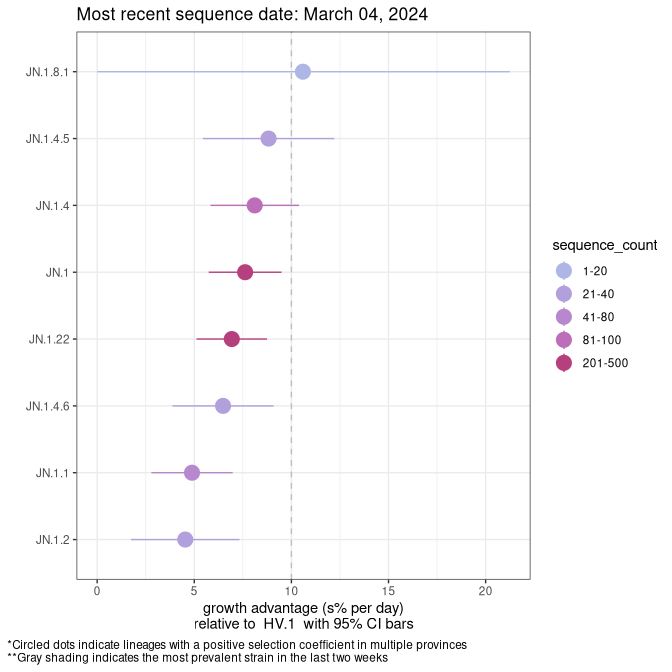 Most recent sequence date: March 04, 2024
JN.1.8.1
JN.1.4.5
JN.1.4
JN.1
JN.1.22
JN.1.4.6
JN.1.1
JN.1.2
0 5 10 15 20
growth advantage (s% per day)
relative to HV.1 with 95% CI bars
sequence_count
1-20
21-40
41-80
81-100
201-500
*Circled dots indicate lineages with a positive selection coefficient in multiple provinces
**Gray shading indicates the most prevalent strain in the last two weeks